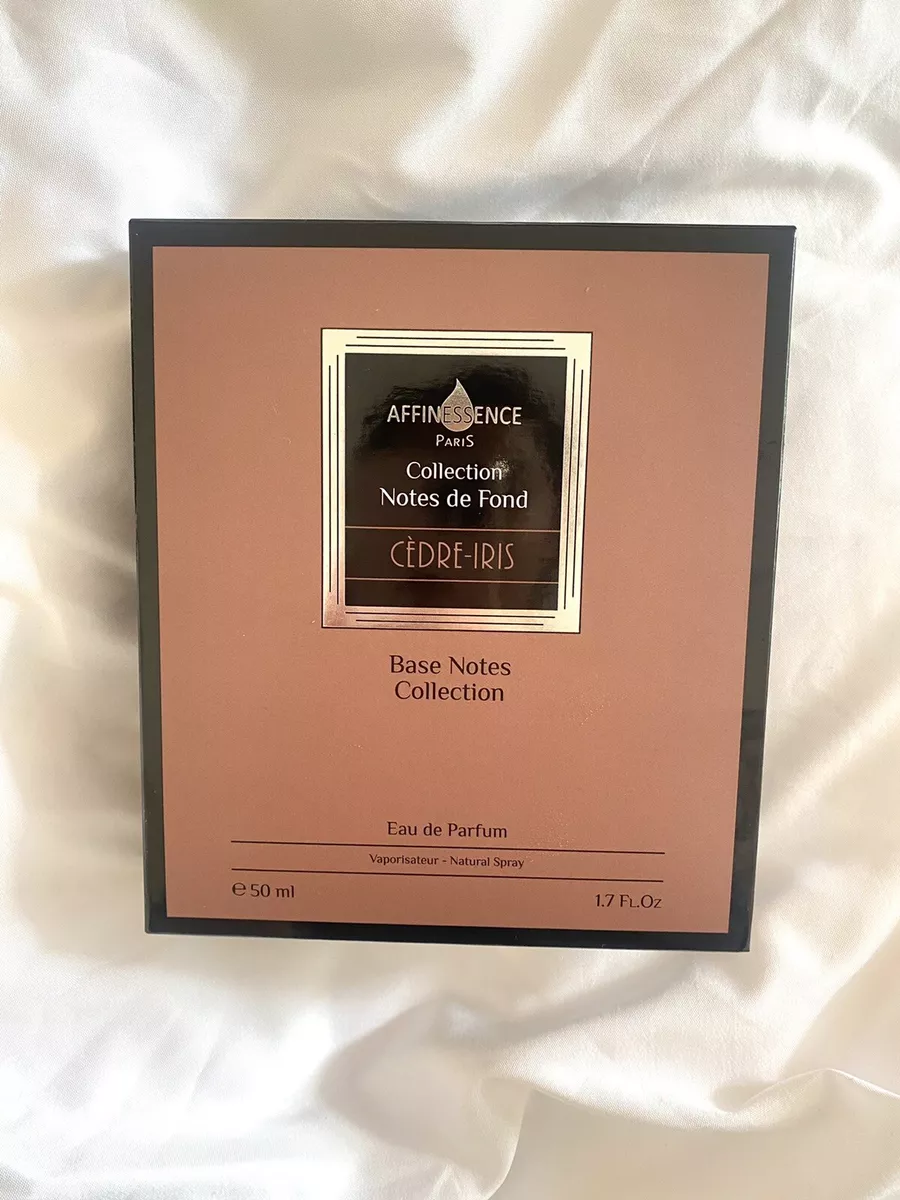 AFFINESSENCE
PARIS
Collection
Notes de Fond
CÈDRE-IRIS
Base Notes
Collection
Eau de Parfum
Vaporisateur - Natural Spray
℮ 50 ml
1.7 FL.OZ